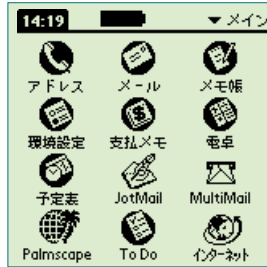 14:19 メイン
アドレス メール メモ帳
環境設定 支払メモ 電卓
予定表 JotMail MultiMail
Palmscape To Do インターネット